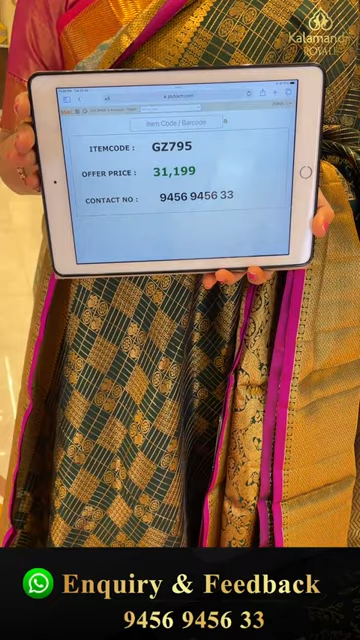 Kalamandir
ROYALE
Item Code / Barcode
ITEMCODE : GZ795
OFFER PRICE : 31,199
CONTACT NO : 9456 9456 33
Enquiry & Feedback
9456 9456 33